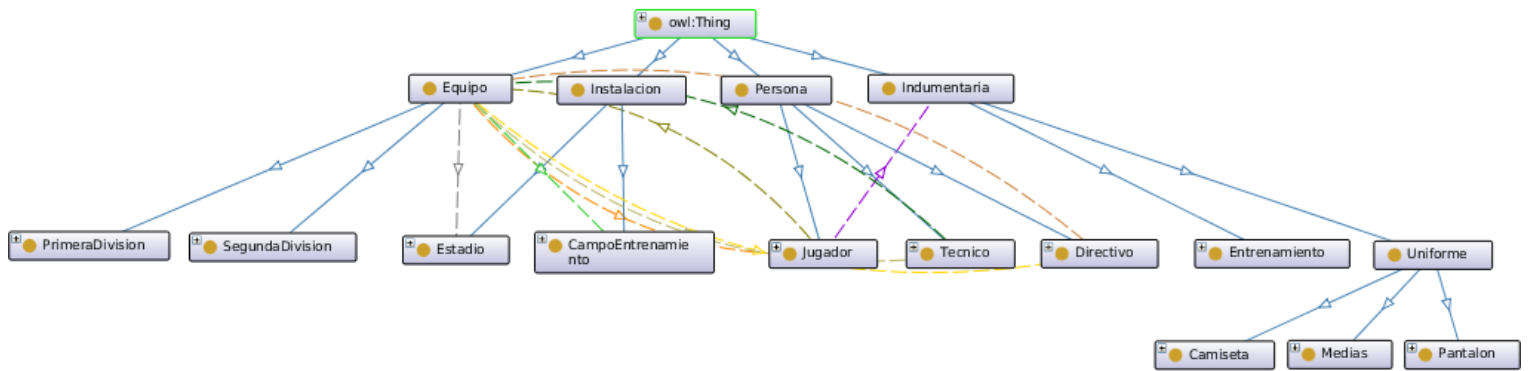 owl:Thing
Equipo
Instalacion
Persona
Indumentaria
PrimeraDivision
SegundaDivision
Estadio
CampoEntrenamie
nto
Jugador
Tecnico
Directivo
Entrenamiento
Uniforme
Camiseta
Medias
Pantalon